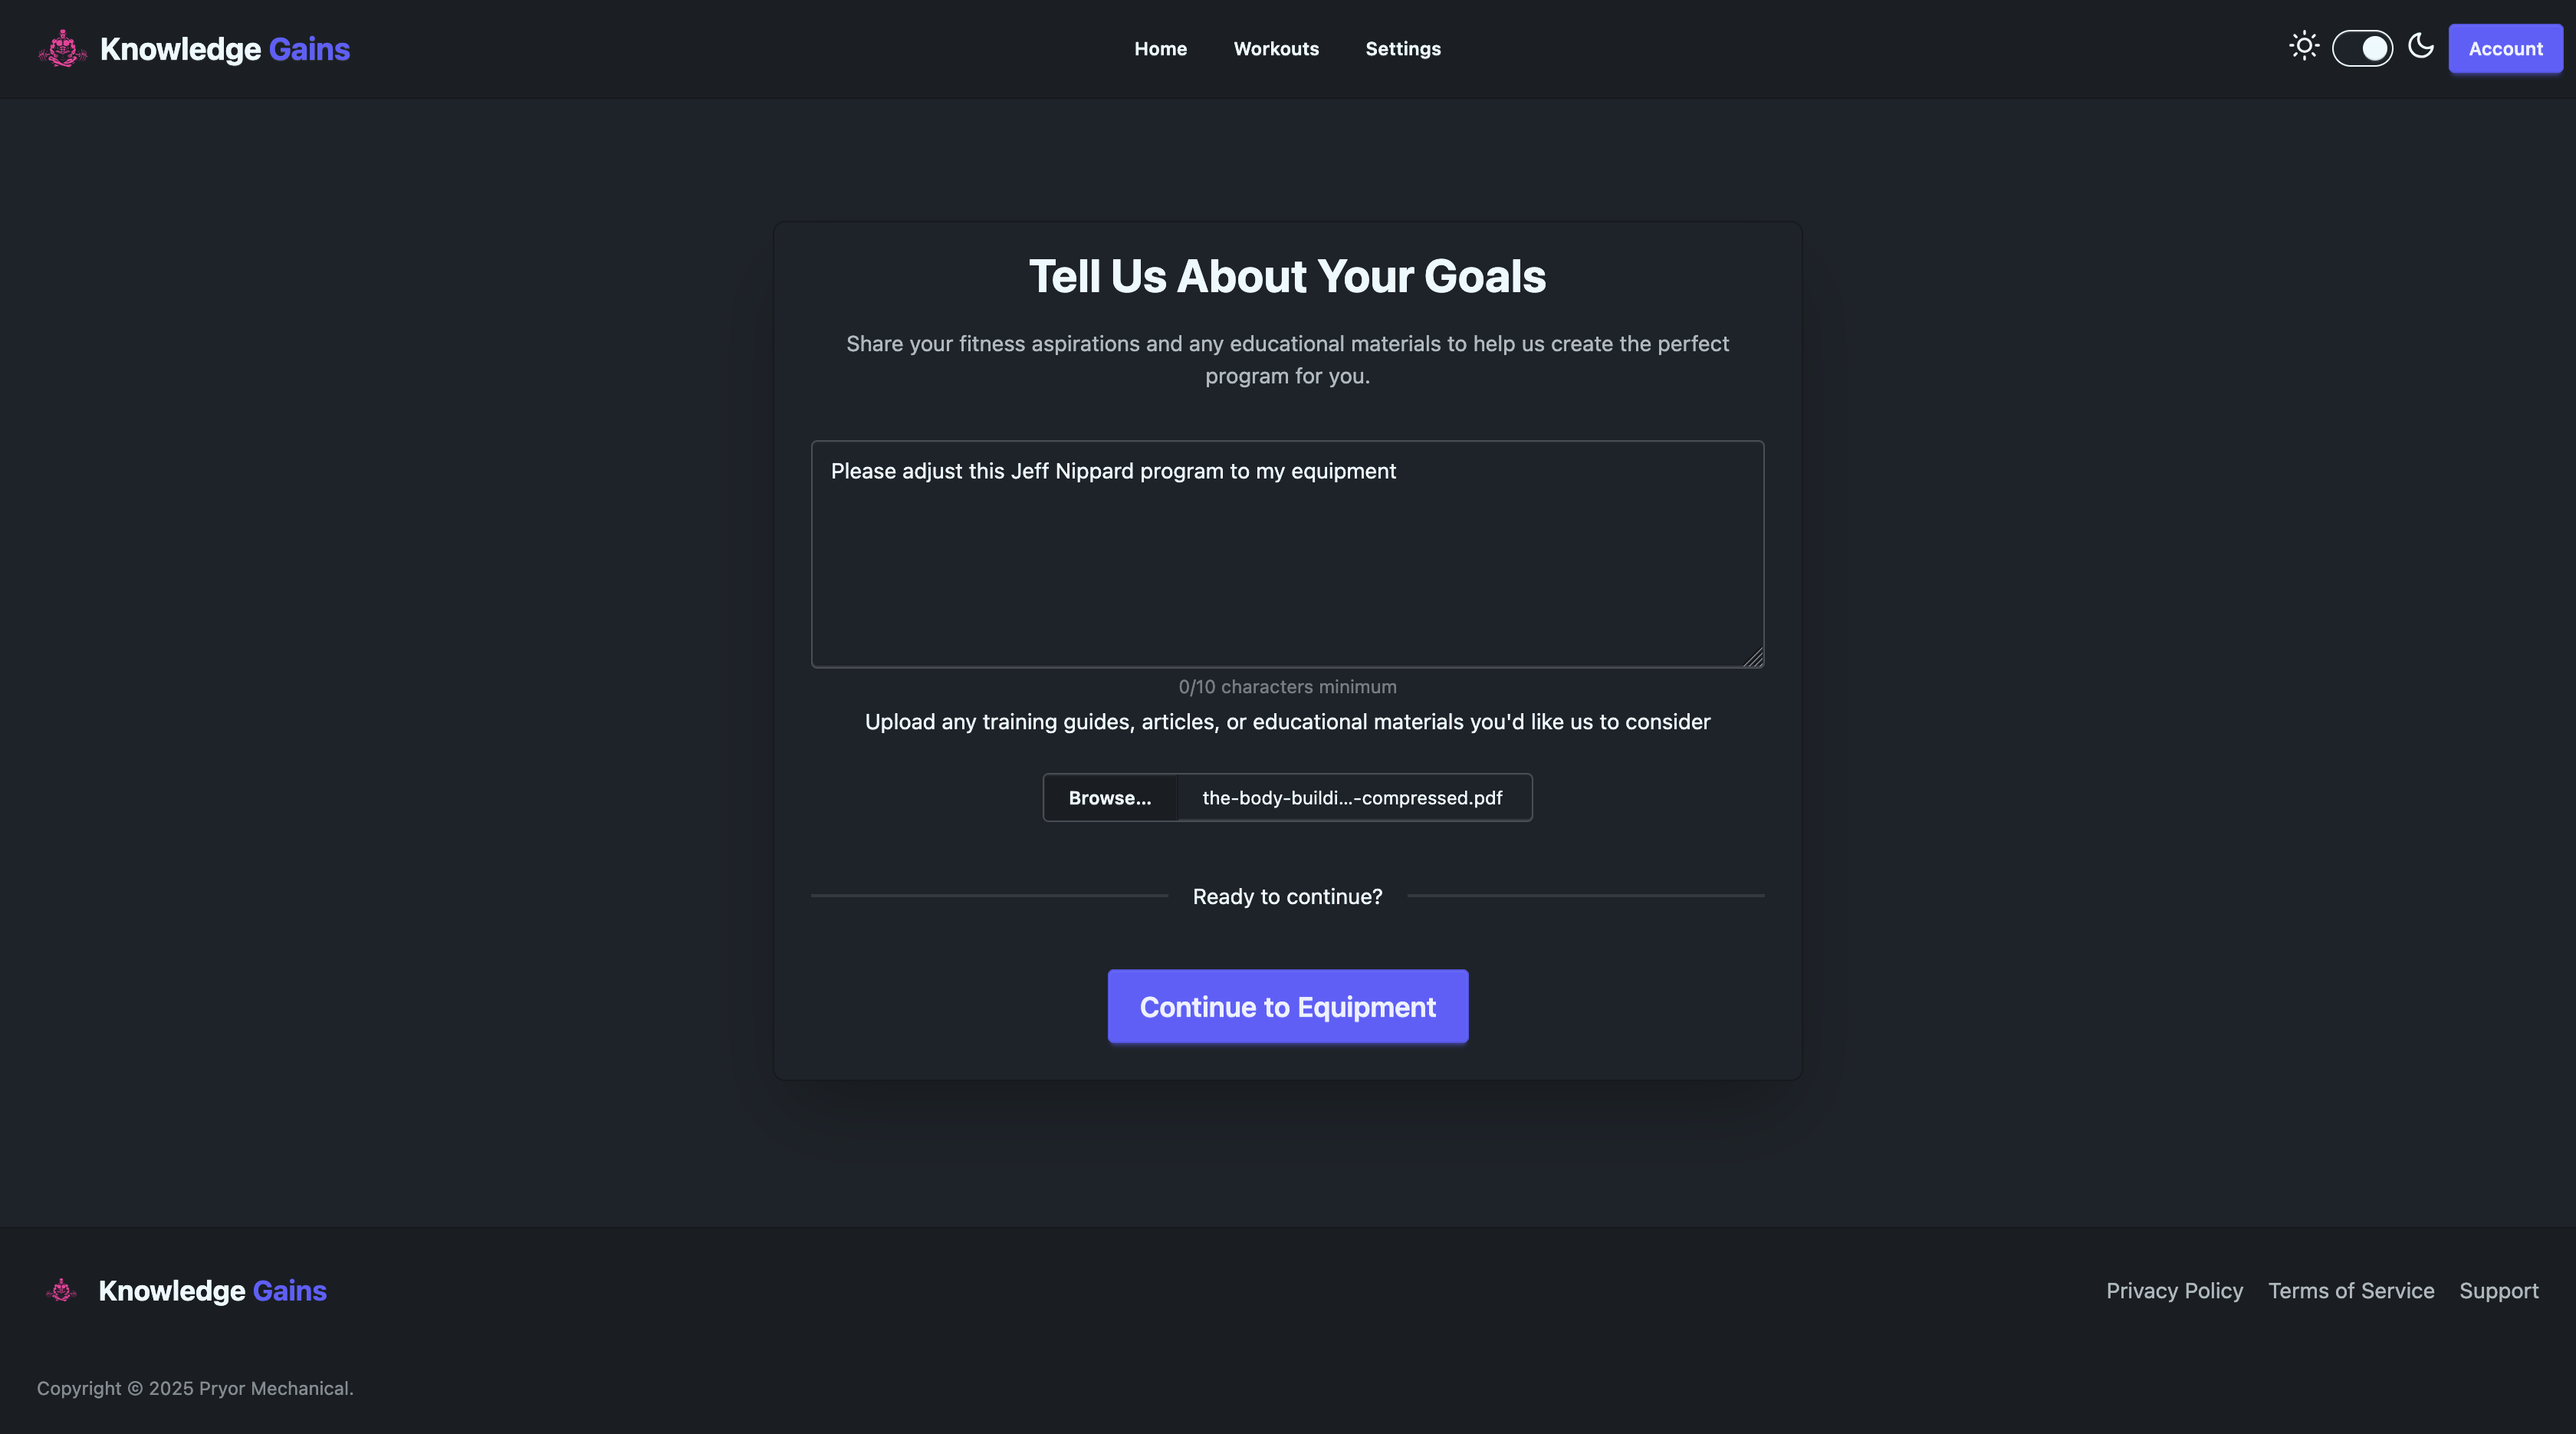 Knowledge Gains
Home
Workouts
Settings
Account
Tell Us About Your Goals
Share your fitness aspirations and any educational materials to help us create the perfect
program for you.
Please adjust this Jeff Nippard program to my equipment
0/10 characters minimum
Upload any training guides, articles, or educational materials you'd like us to consider
Browse...
the-body-buildi...-compressed.pdf
Ready to continue?
Continue to Equipment
Knowledge Gains
Privacy Policy
Terms of Service
Support
Copyright © 2025 Pryor Mechanical.